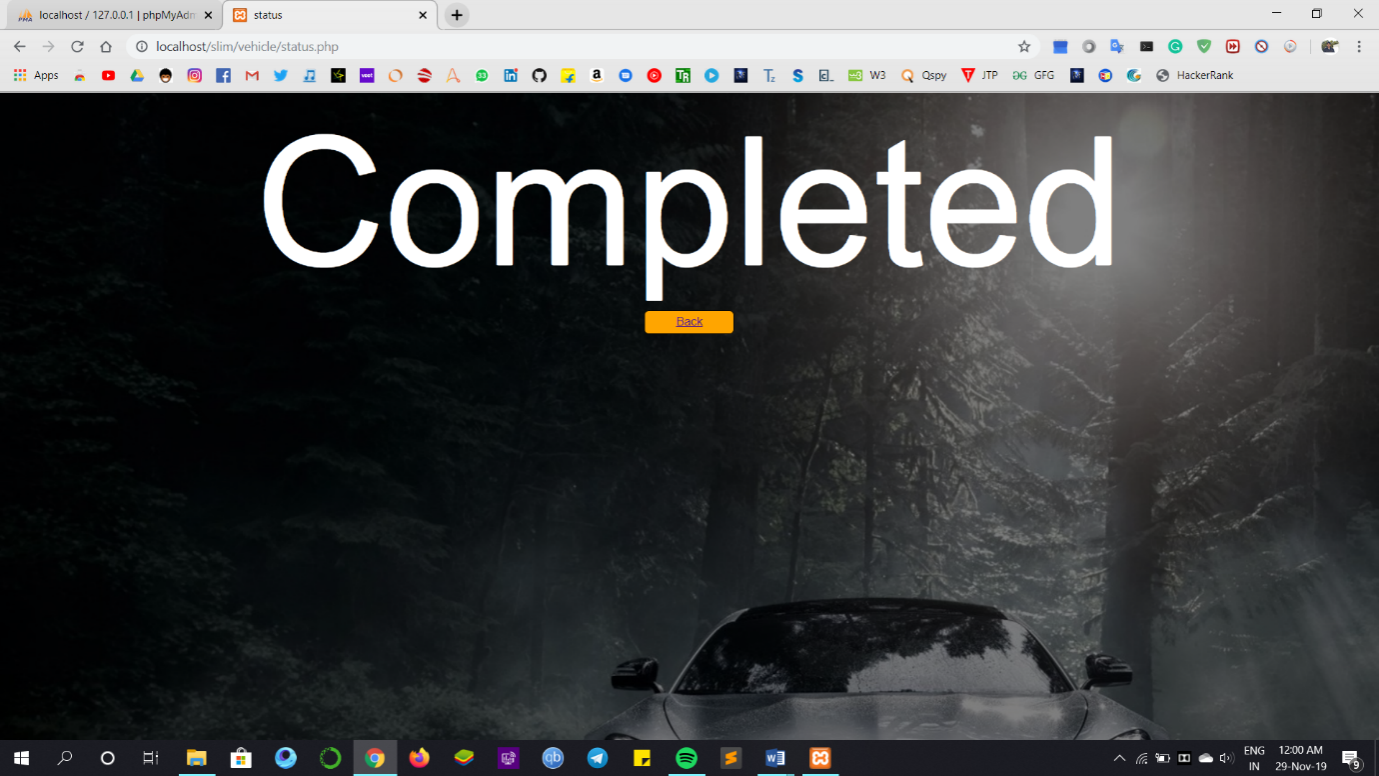 localhost / 127.0.0.1 | phpMyAdm
status
localhost/slim/vehicle/status.php
Apps
W3
Qspy
JTP
GFG
HackerRank
Completed
Back
ENG
IN
12:00 AM
29-Nov-19
9